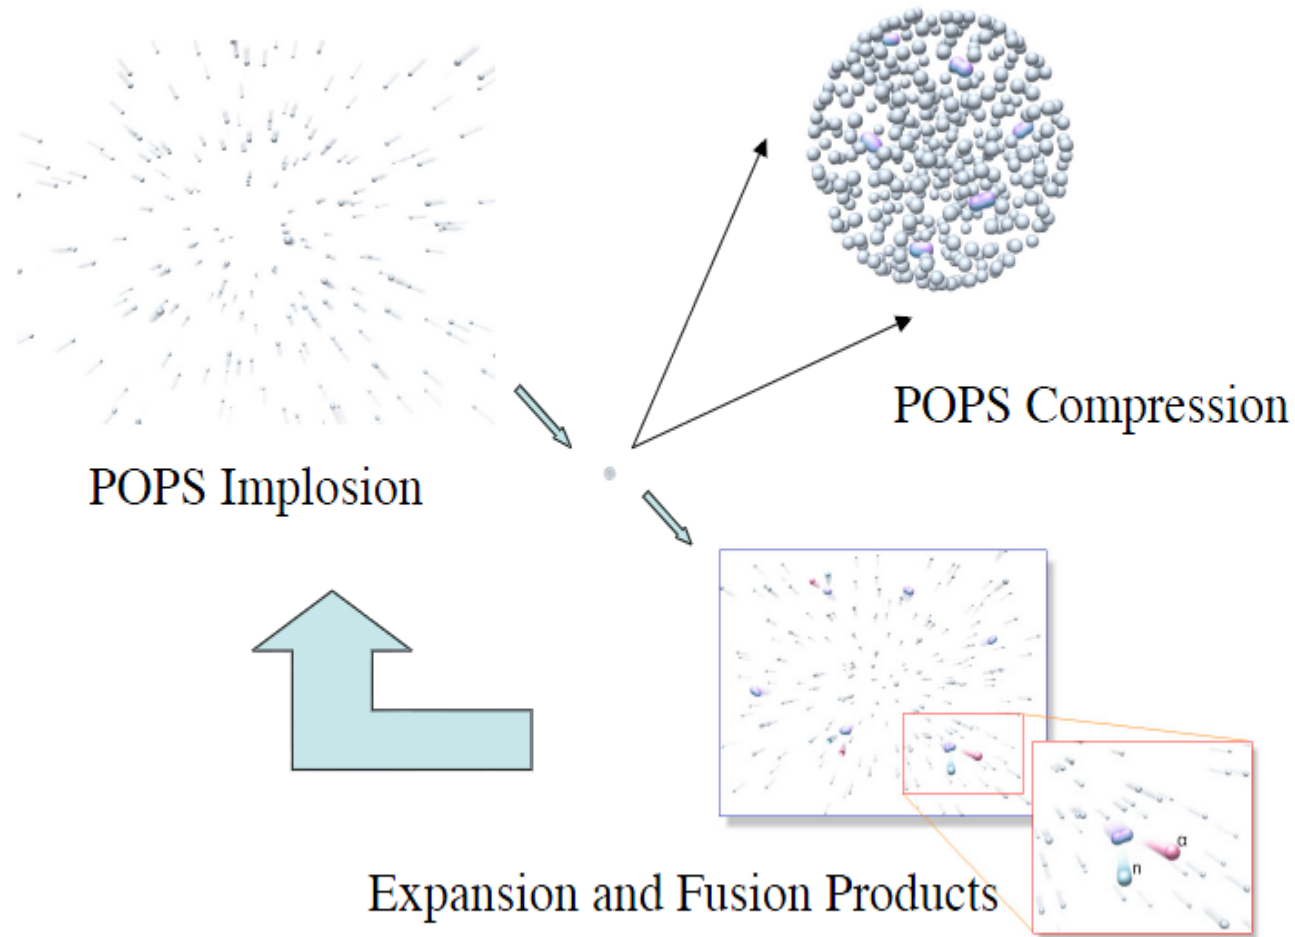 POPS Compression
POPS Implosion
α
n
Expansion and Fusion Products